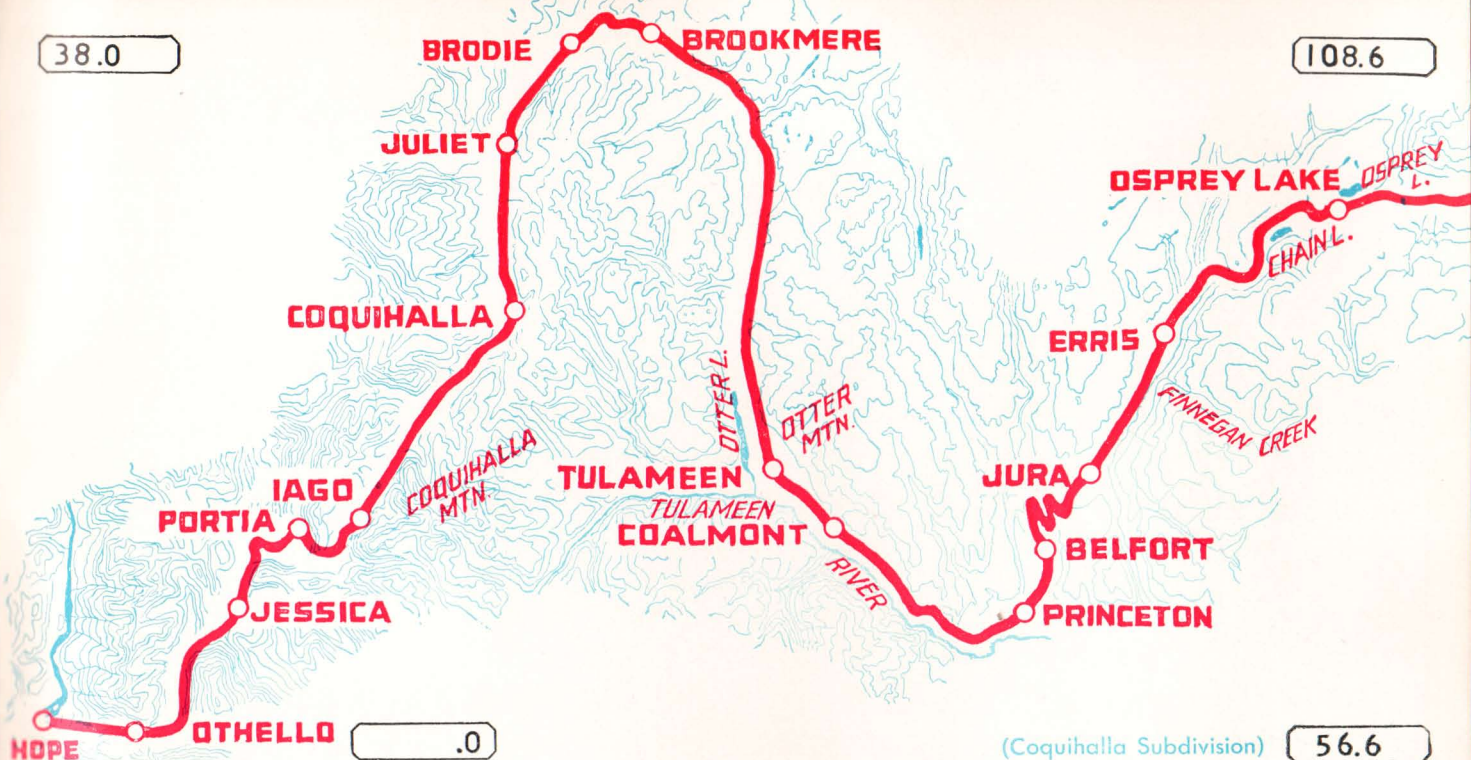 38.0
BRODIE
BROOKMERE
108.6
JULIET
OSPREY LAKE
OSPREY
L.
CHAIN L.
COQUIHALLA
ERRIS
OTTER L.
OTTER
MTN.
FINNEGAN CREEK
COQUIHALLA
MTN.
IAGO
TULAMEEN
JURA
PORTIA
TULAMEEN
COALMONT
RIVER
BELFORT
JESSICA
PRINCETON
OTHELLO
HOPE
.0
(Coquihalla Subdivision)
56.6